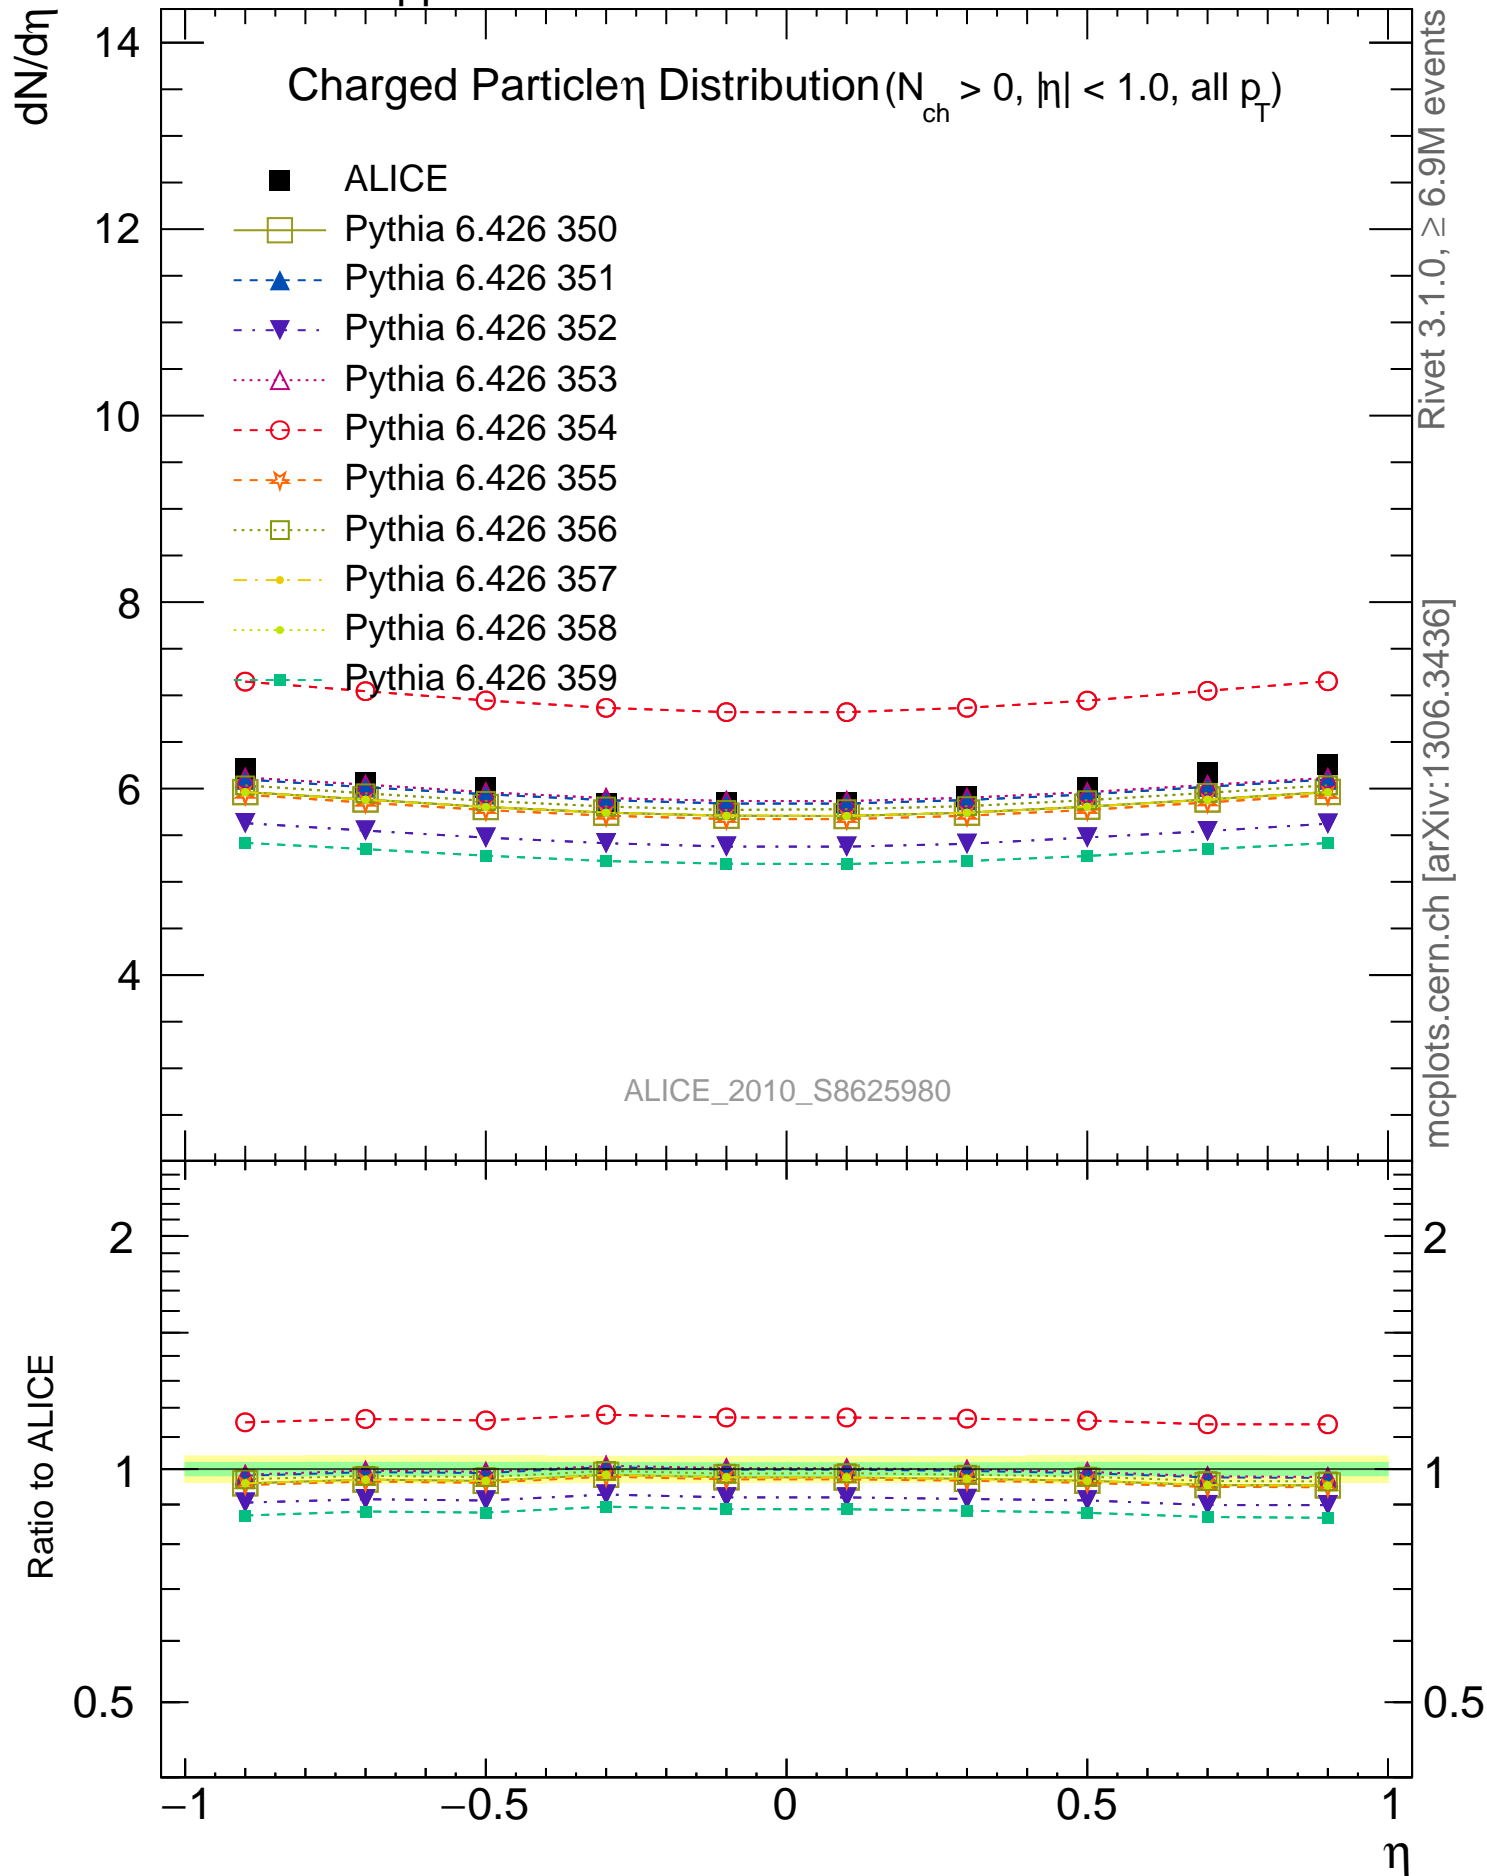 dN/dη
Charged Particleη Distribution(N_ch > 0, |η| < 1.0, all p_T)
ALICE
Pythia 6.426 350
Pythia 6.426 351
Pythia 6.426 352
Pythia 6.426 353
Pythia 6.426 354
Pythia 6.426 355
Pythia 6.426 356
Pythia 6.426 357
Pythia 6.426 358
Pythia 6.426 359
14
12
10
8
6
4
ALICE_2010_S8625980
Rivet 3.1.0, ≥ 6.9M events
mcplots.cern.ch [arXiv:1306.3436]
Ratio to ALICE
2
1
0.5
2
1
0.5
−1
−0.5
0
0.5
1
η